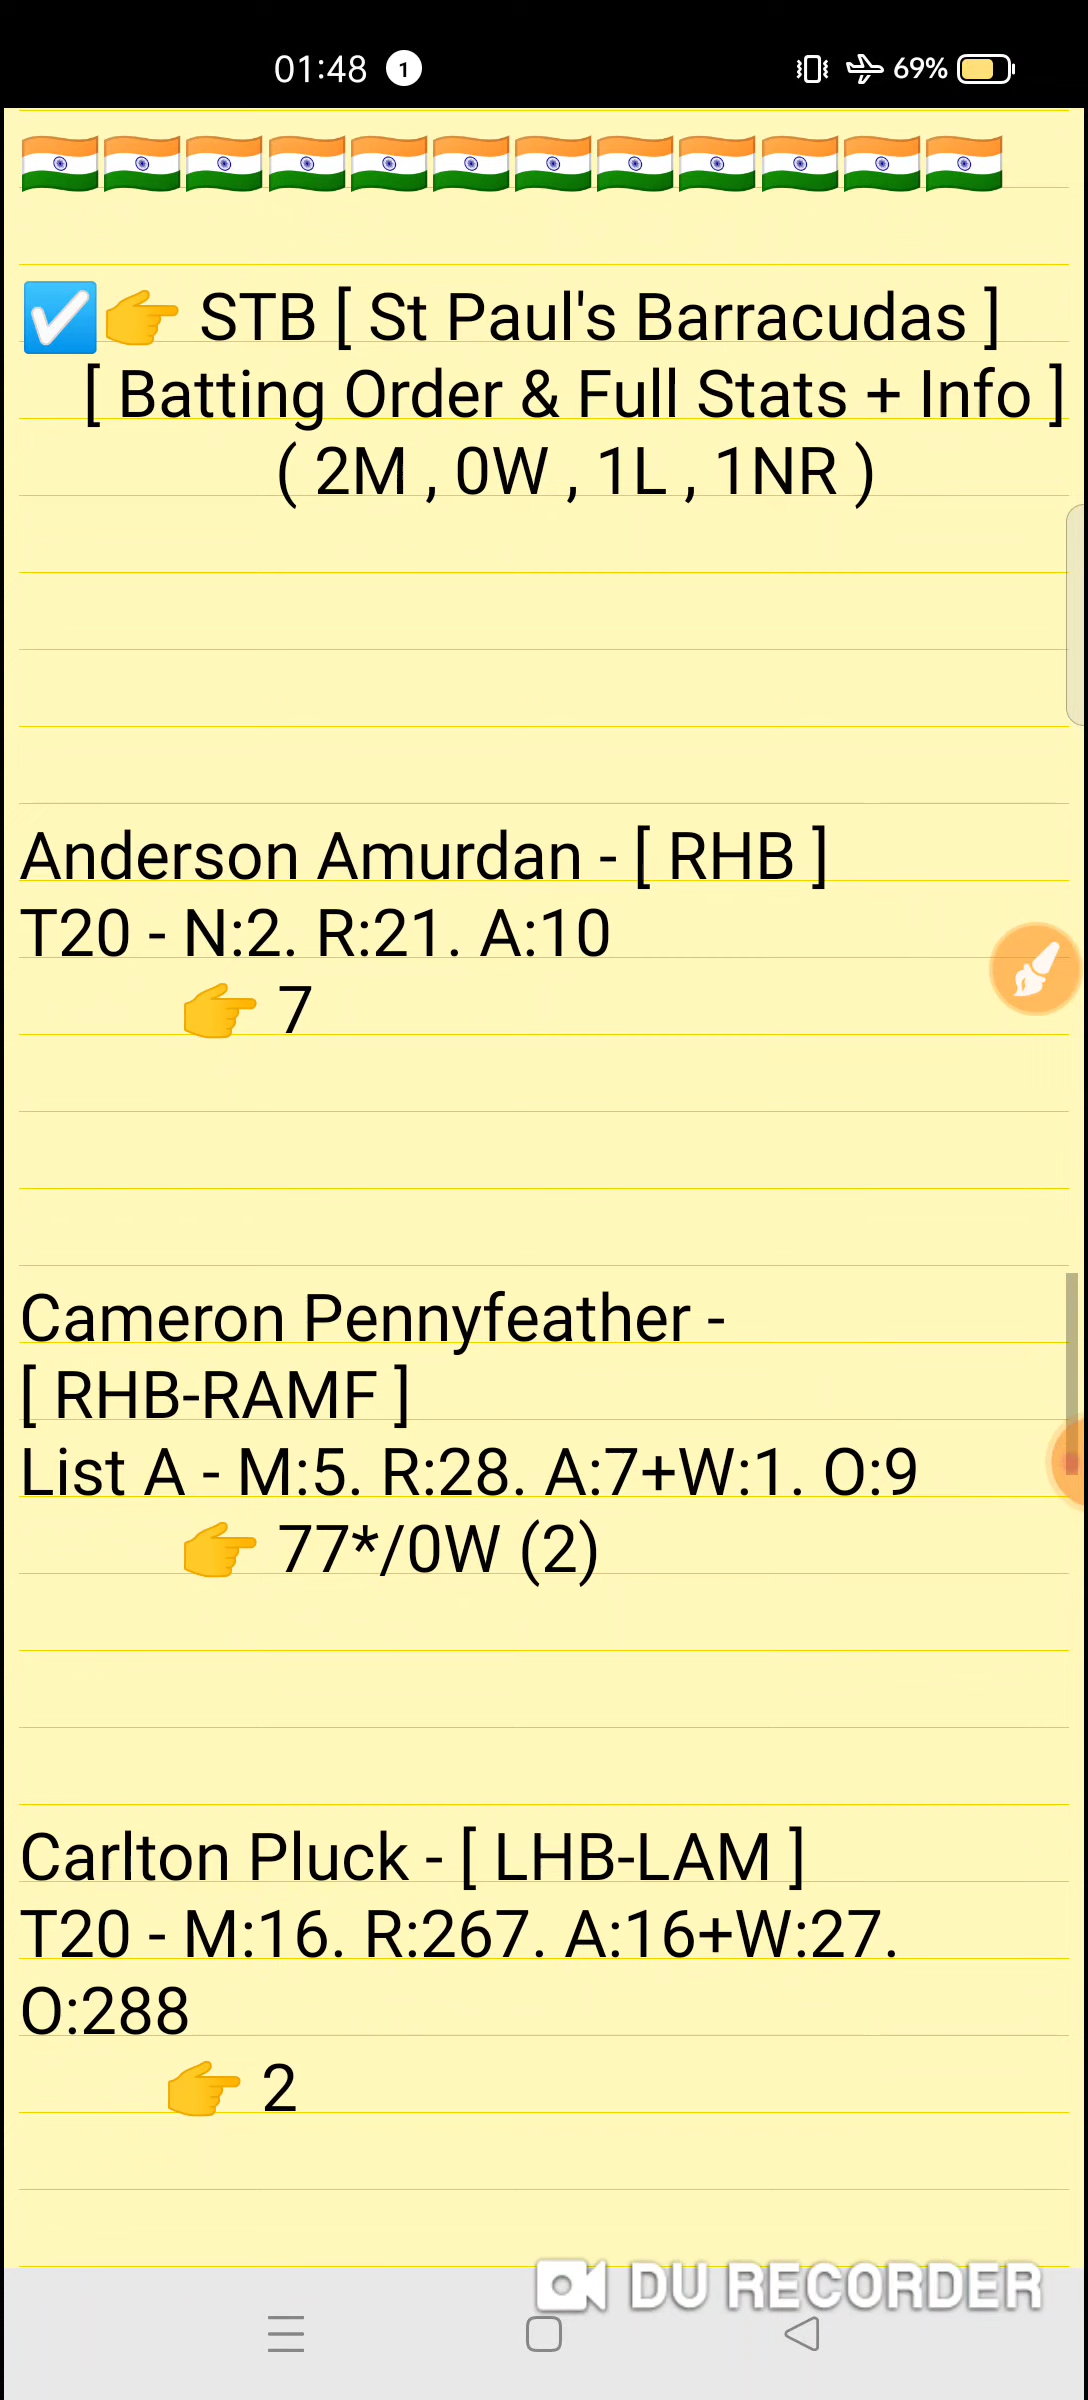 01:48 1 69%
🇮🇳🇮🇳🇮🇳🇮🇳🇮🇳🇮🇳🇮🇳🇮🇳🇮🇳🇮🇳🇮🇳🇮🇳
☑️👉 STB [ St Paul's Barracudas ]
[ Batting Order & Full Stats + Info ]
( 2M , 0W , 1L , 1NR )
Anderson Amurdan - [ RHB ]
T20 - N:2. R:21. A:10
👉 7
Cameron Pennyfeather -
[ RHB-RAMF ]
List A - M:5. R:28. A:7+W:1. O:9
👉 77*/0W (2)
Carlton Pluck - [ LHB-LAM ]
T20 - M:16. R:267. A:16+W:27.
O:288
👉 2
DU RECORDER